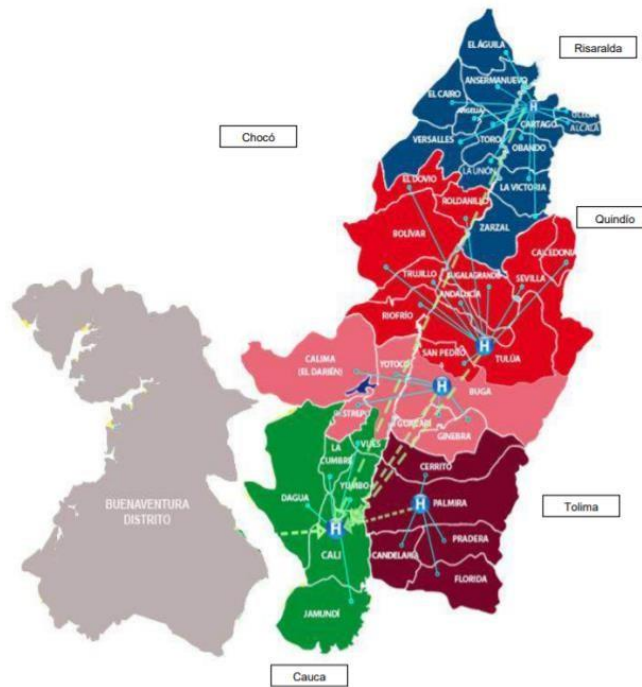 EL ÁGUILA
Risaralda
ANSERMANUEVO
EL CAIRO
H
CARTAGO
ALCALÁ
Chocó
VERSALLES
TORO
OBANDO
LA UNIÓN
LA VICTORIA
EL DOVIO
ROLDANILLO
Quindío
ZARZAL
BOLÍVAR
CAICEDONIA
TRUJILLO
BUGALAGRANDE
SEVILLA
ANDALUCÍA
RIOFRÍO
H
TULÚA
SAN PEDRO
CALIMA
(EL DARIÉN)
YOTOCO
H
BUGA
GINEBRA
LA
CUMBRE
YUMBO
CERRITO
DAGUA
H
PALMIRA
BUENAVENTURA
DISTRITO
Tolima
H
CALI
PRADERA
CANDELARIA
FLORIDA
JAMUNDÍ
Cauca